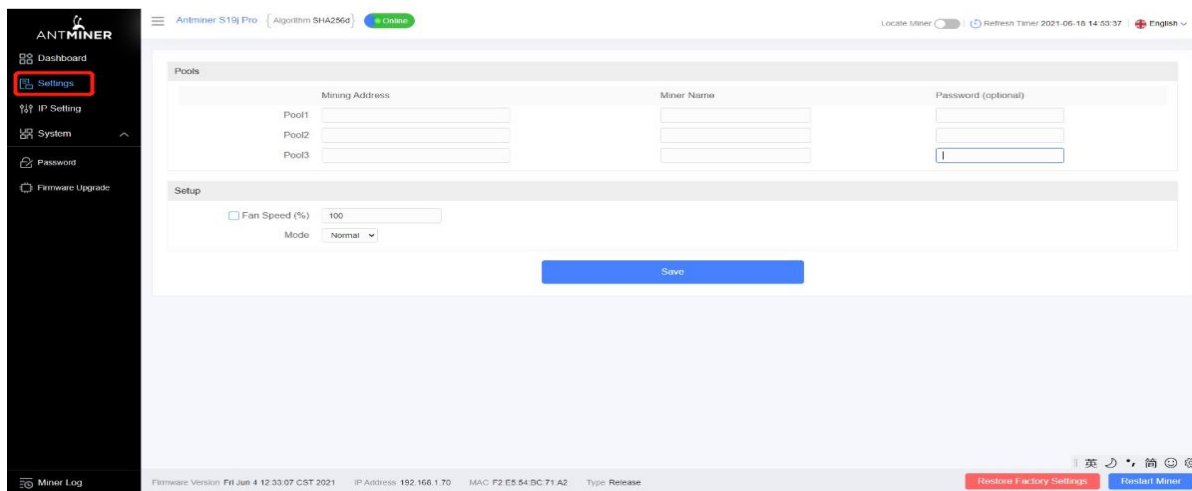 ANTMINER
Dashboard
Settings
IP Setting
System
Password
Firmware Upgrade
Miner Log
Antminer S19j Pro {Algorithm SHA256d} Online
Locate Miner Refresh Timer 2021-06-18 14:53:37 English
Pools
Mining Address Miner Name Password (optional)
Pool1
Pool2
Pool3
Setup
Fan Speed (%) 100
Mode Normal
Save
英 简
Firmware Version Fri Jun 4 12:33:07 CST 2021 IP Address 192.168.1.70 MAC F2:E5:54:BC:71:A2 Type Release
Restore Factory Settings Restart Miner